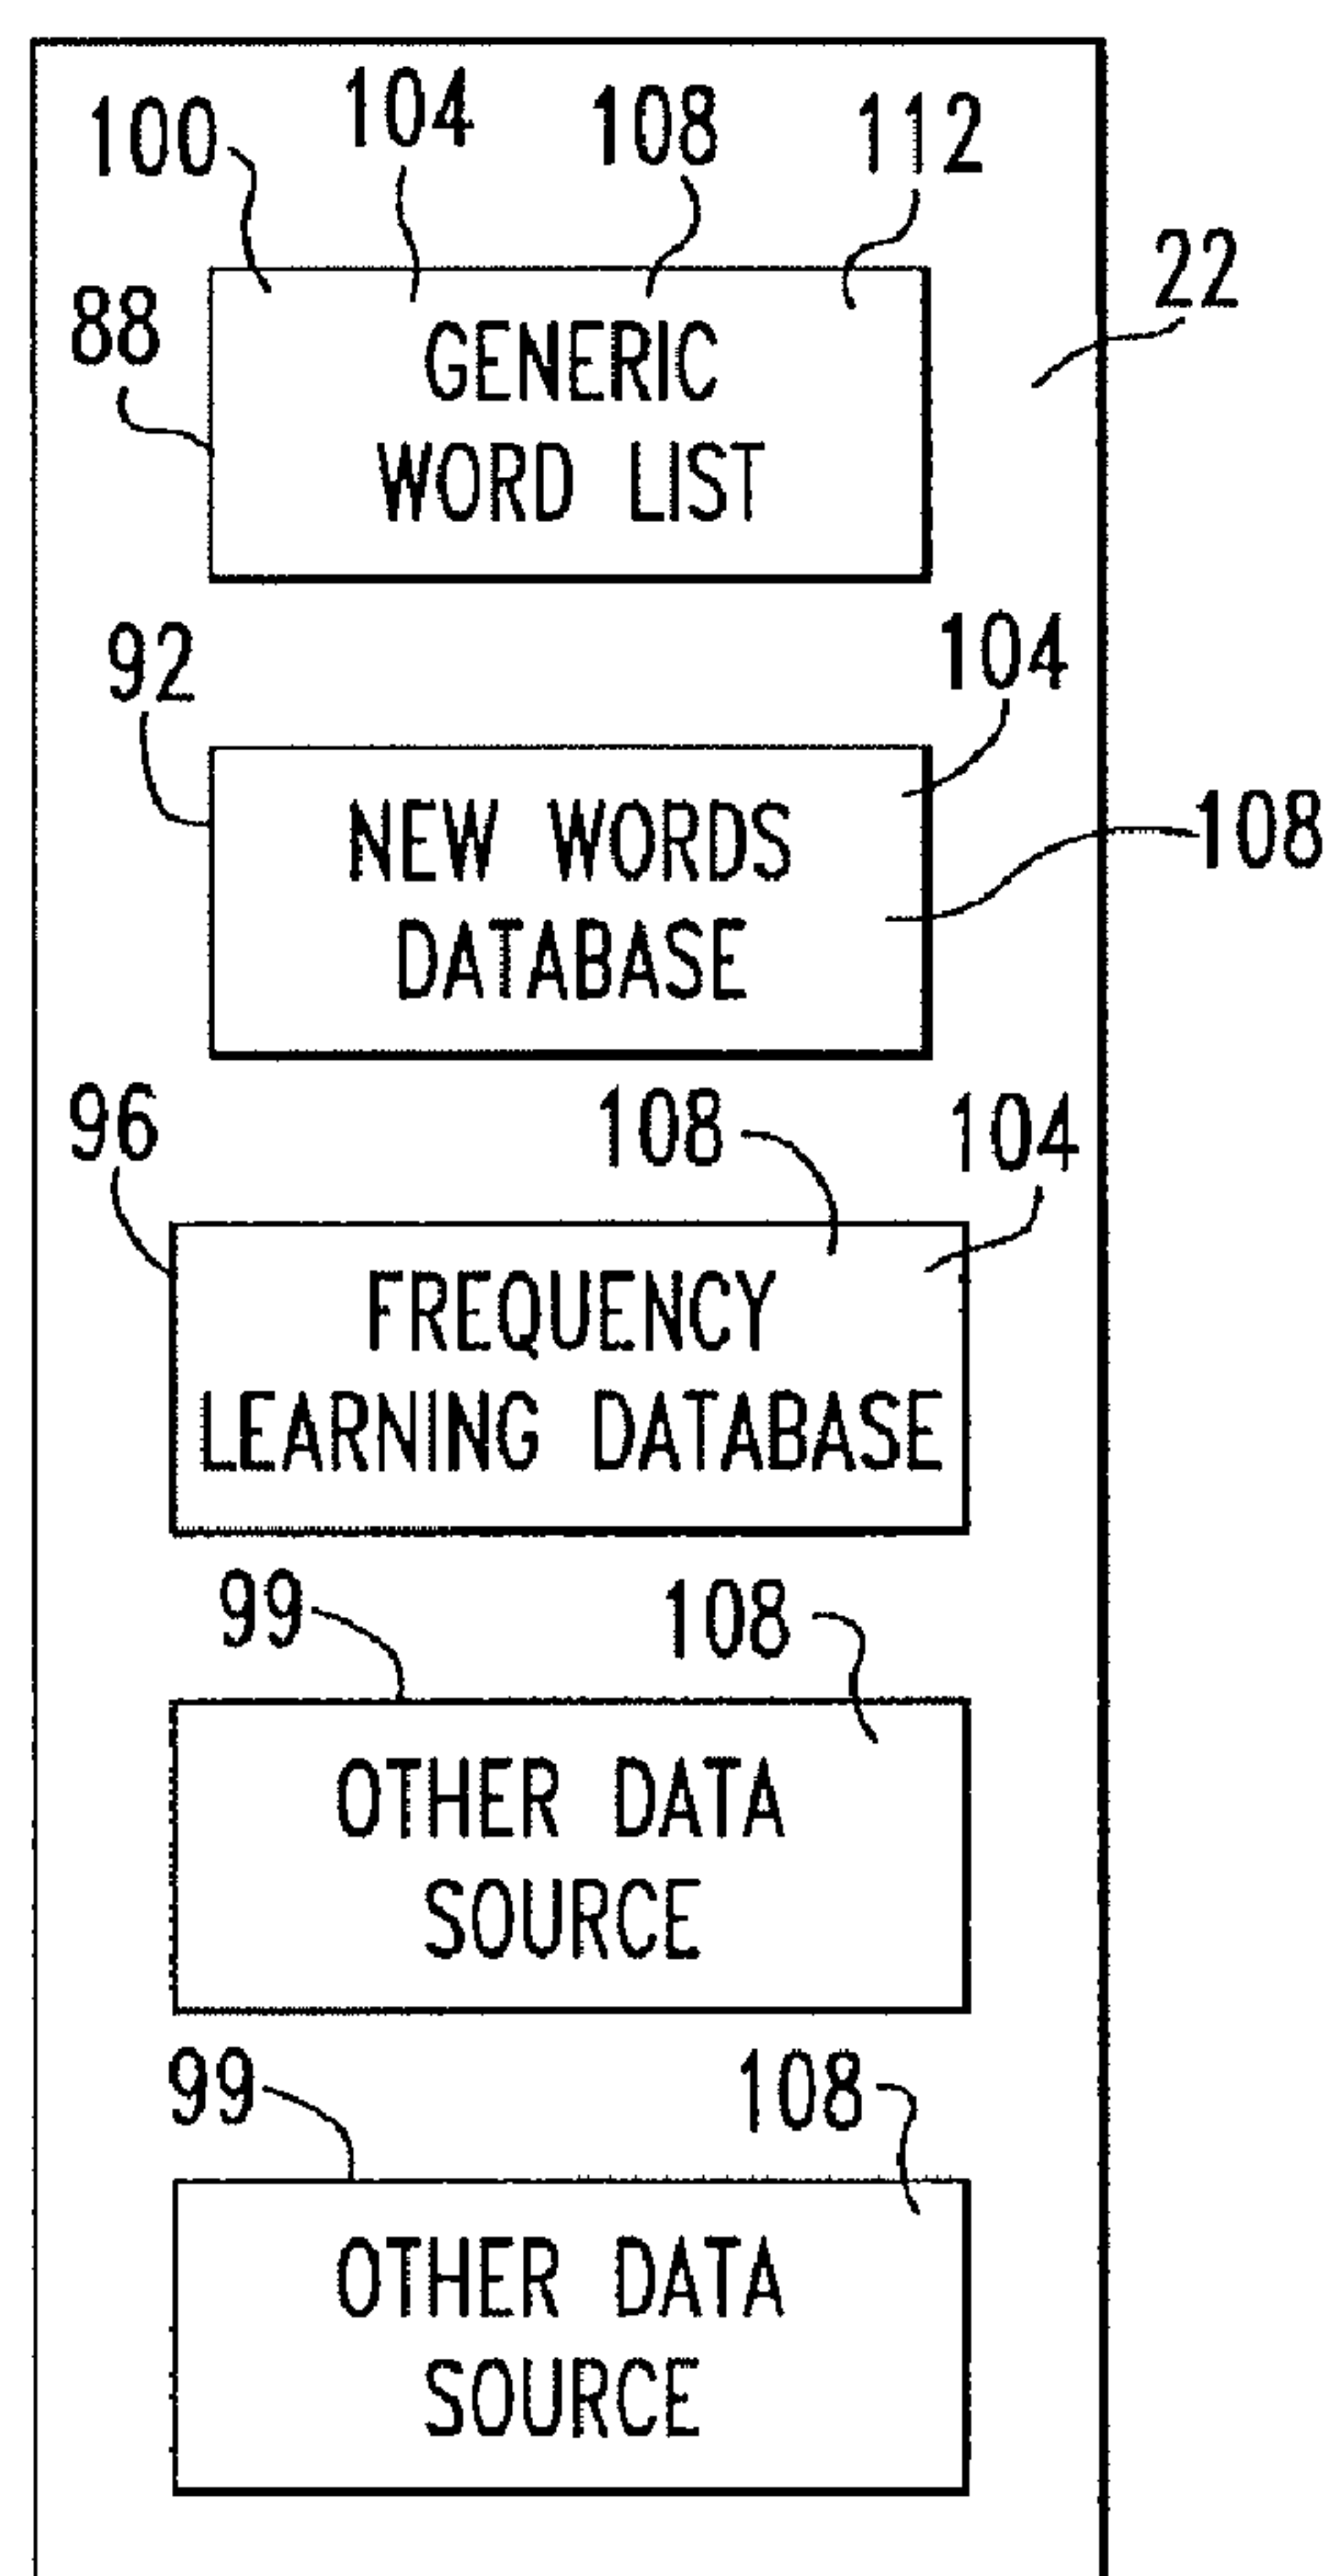 100 104 108 112
22
88
GENERIC
WORD LIST
92
104
NEW WORDS
108
DATABASE
96
108
104
FREQUENCY
LEARNING DATABASE
99
108
OTHER DATA
SOURCE
99
108
OTHER DATA
SOURCE